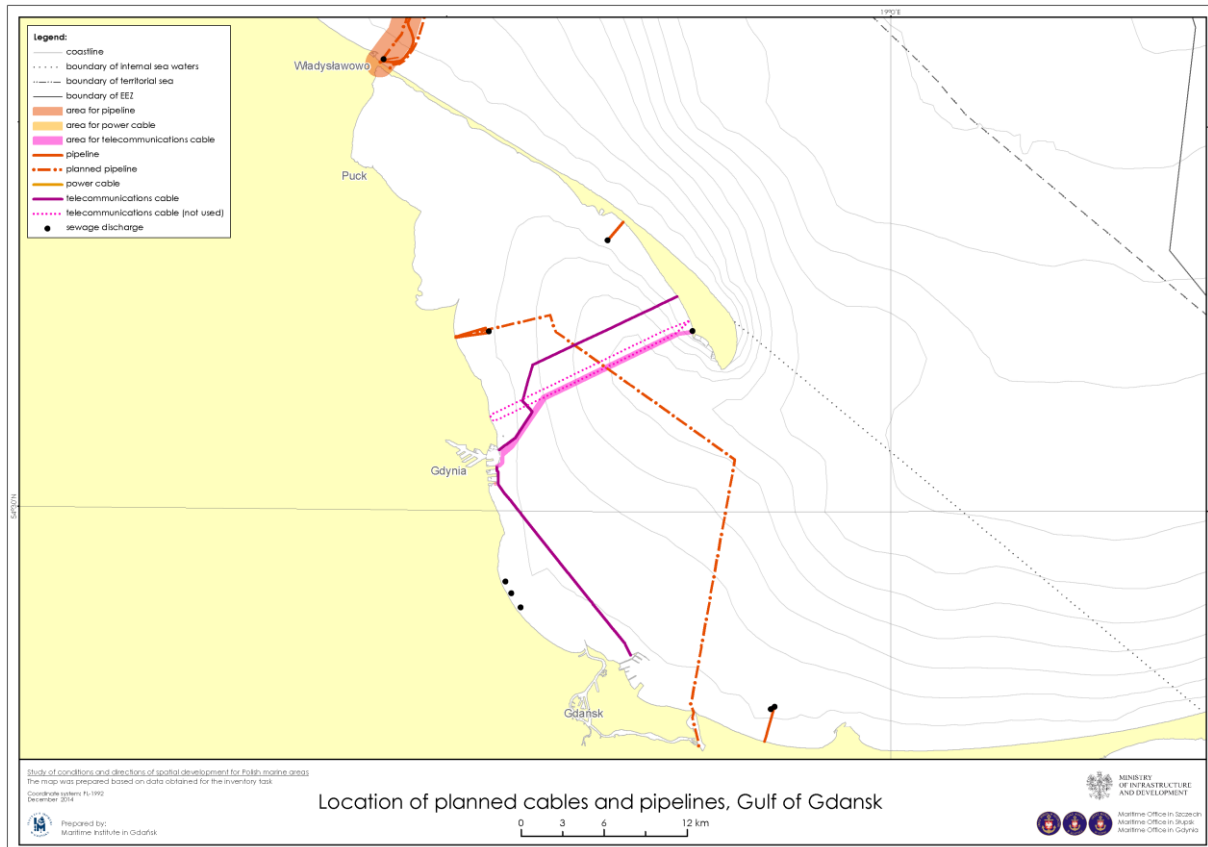 19°0'E
Legend:
coastline
boundary of internal sea waters
boundary of territorial sea
boundary of EEZ
area for pipeline
area for power cable
area for telecommunications cable
pipeline
planned pipeline
power cable
telecommunications cable
telecommunications cable (not used)
sewage discharge
Władysławowo
Puck
Gdynia
Gdańsk
Study of conditions and directions of spatial development for Polish marine areas
The map was prepared based on data obtained for the inventory task
Coordinate system: PL-1992
December 2014
Prepared by:
Maritime Institute in Gdańsk
Location of planned cables and pipelines, Gulf of Gdansk
0 3 6 12 km
MINISTRY
OF INFRASTRUCTURE
AND DEVELOPMENT
Maritime Office in Szczecin
Maritime Office in Słupsk
Maritime Office in Gdynia